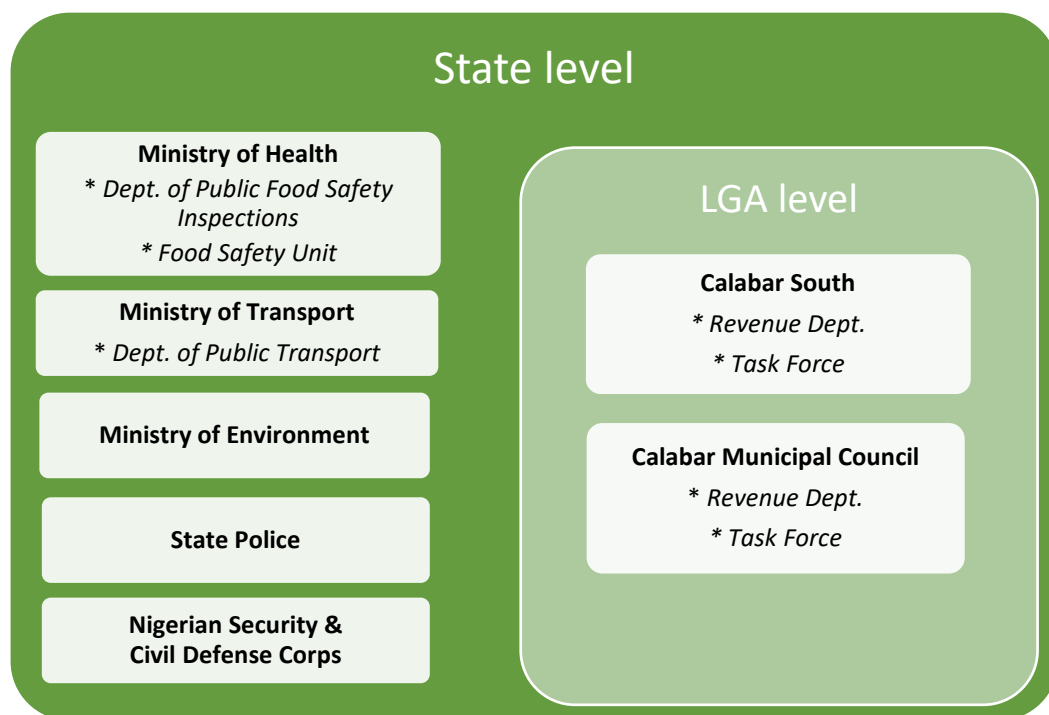 State level
Ministry of Health
* Dept. of Public Food Safety
Inspections
* Food Safety Unit
Ministry of Transport
* Dept. of Public Transport
Ministry of Environment
State Police
Nigerian Security &
Civil Defense Corps
LGA level
Calabar South
* Revenue Dept.
* Task Force
Calabar Municipal Council
* Revenue Dept.
* Task Force